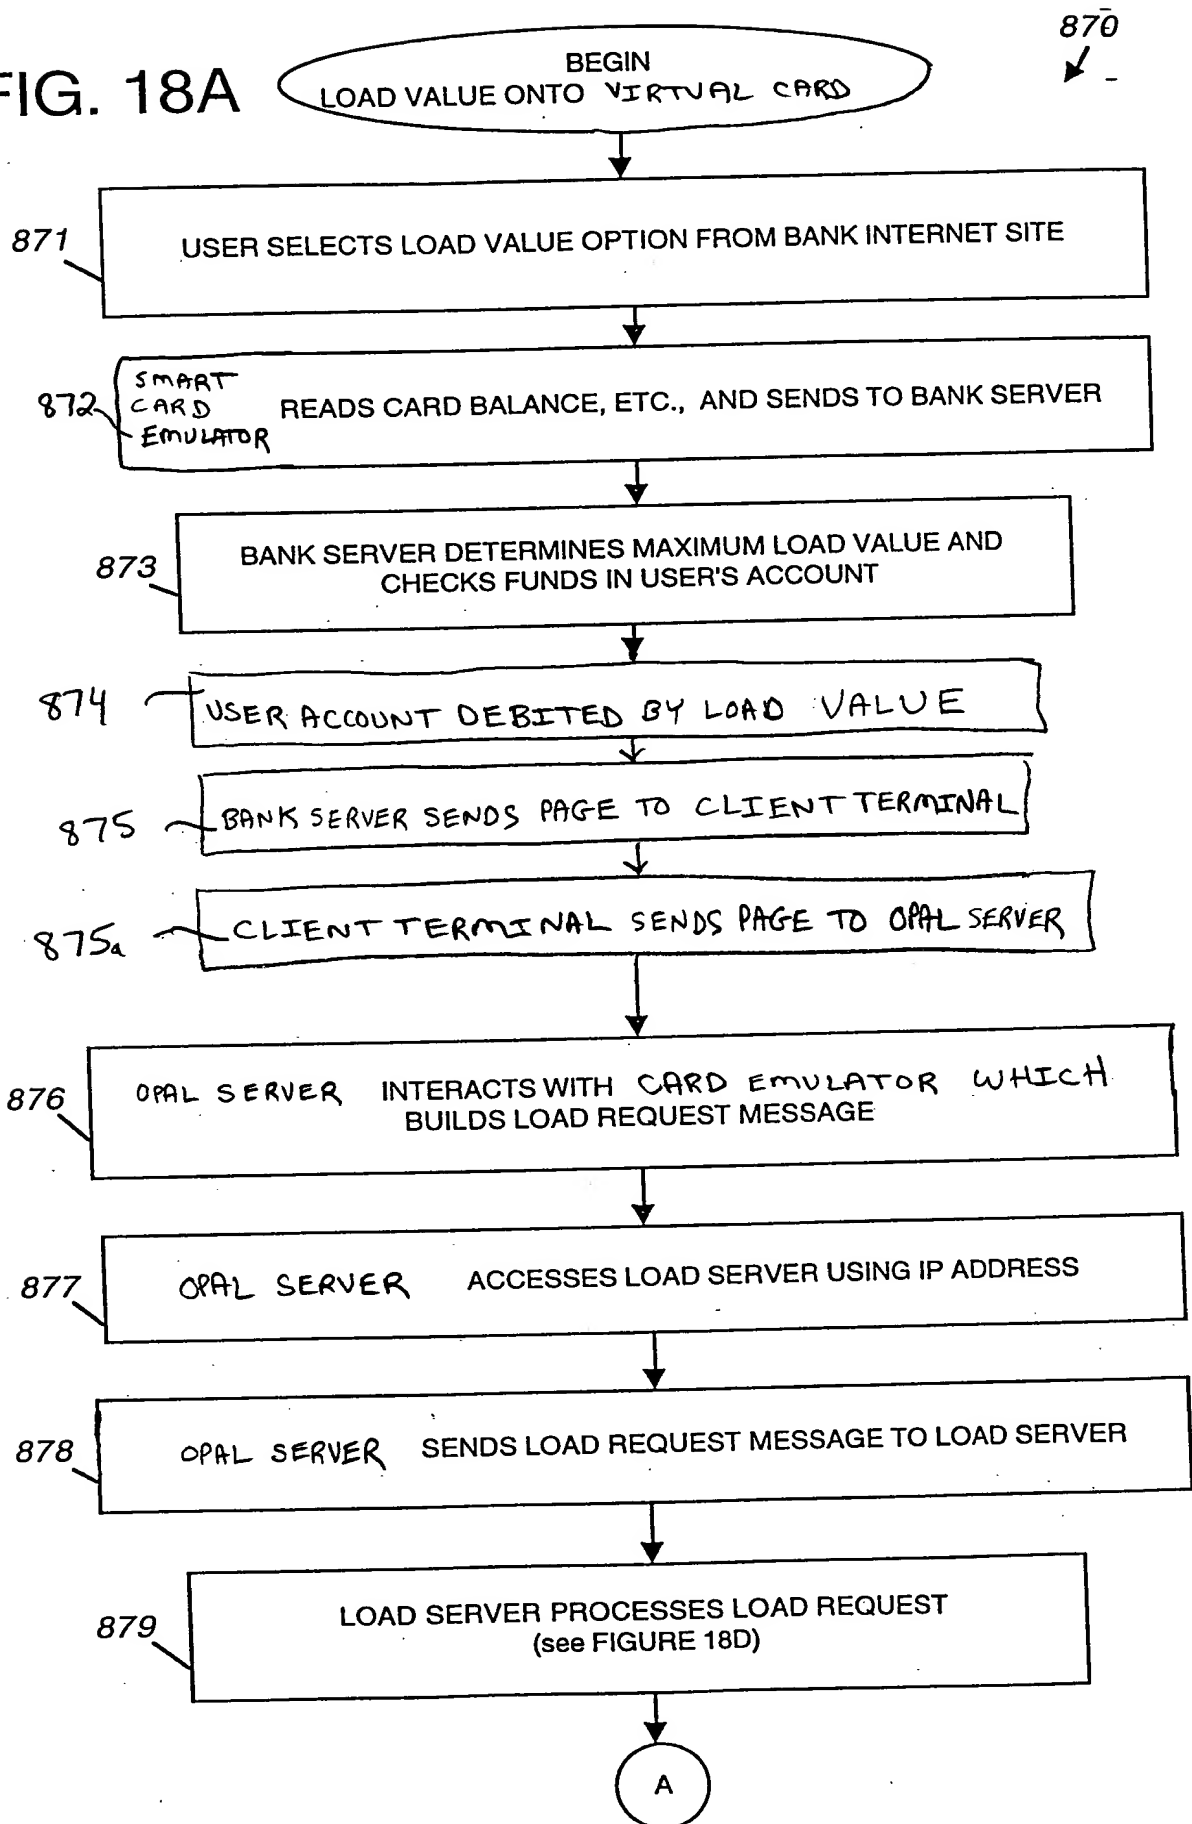 870
FIG. 18A
BEGIN
LOAD VALUE ONTO VIRTUAL CARD
871
USER SELECTS LOAD VALUE OPTION FROM BANK INTERNET SITE
872
SMART
CARD
EMULATOR
READS CARD BALANCE, ETC., AND SENDS TO BANK SERVER
873
BANK SERVER DETERMINES MAXIMUM LOAD VALUE AND
CHECKS FUNDS IN USER'S ACCOUNT
874
USER ACCOUNT DEBITED BY LOAD VALUE
875
BANK SERVER SENDS PAGE TO CLIENT TERMINAL
875a
CLIENT TERMINAL SENDS PAGE TO OPAL SERVER
876
OPAL SERVER INTERACTS WITH CARD EMULATOR WHICH
BUILDS LOAD REQUEST MESSAGE
877
OPAL SERVER ACCESSES LOAD SERVER USING IP ADDRESS
878
OPAL SERVER SENDS LOAD REQUEST MESSAGE TO LOAD SERVER
879
LOAD SERVER PROCESSES LOAD REQUEST
(see FIGURE 18D)
A